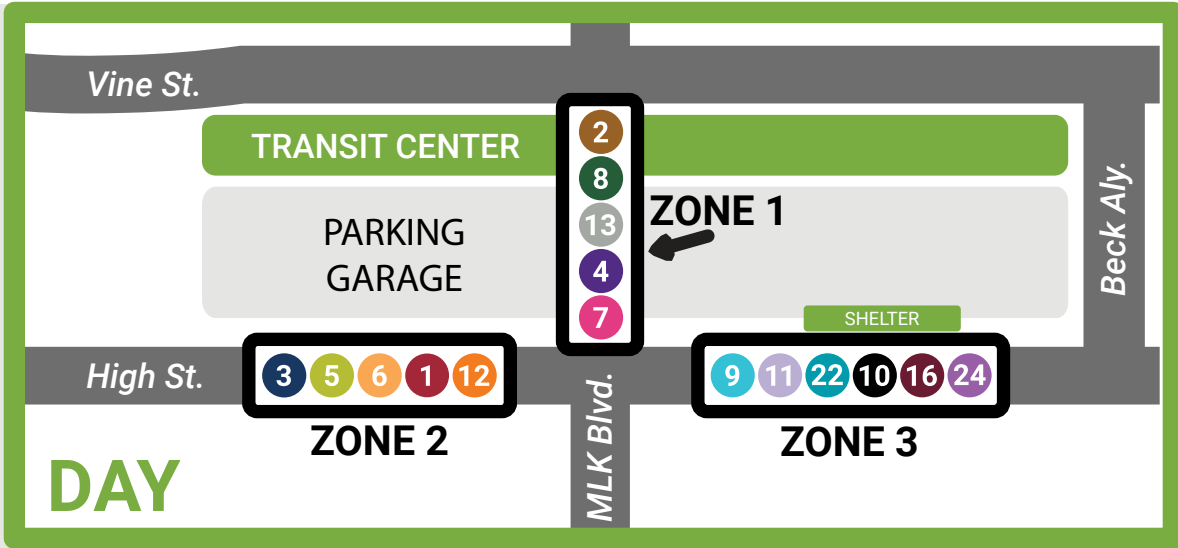 Vine St.
TRANSIT CENTER
2
8
13
4
7
ZONE 1
PARKING
GARAGE
Beck Aly.
SHELTER
High St.
3 5 6 1 12
9 11 22 10 16 24
ZONE 2
MLK Blvd.
ZONE 3
DAY